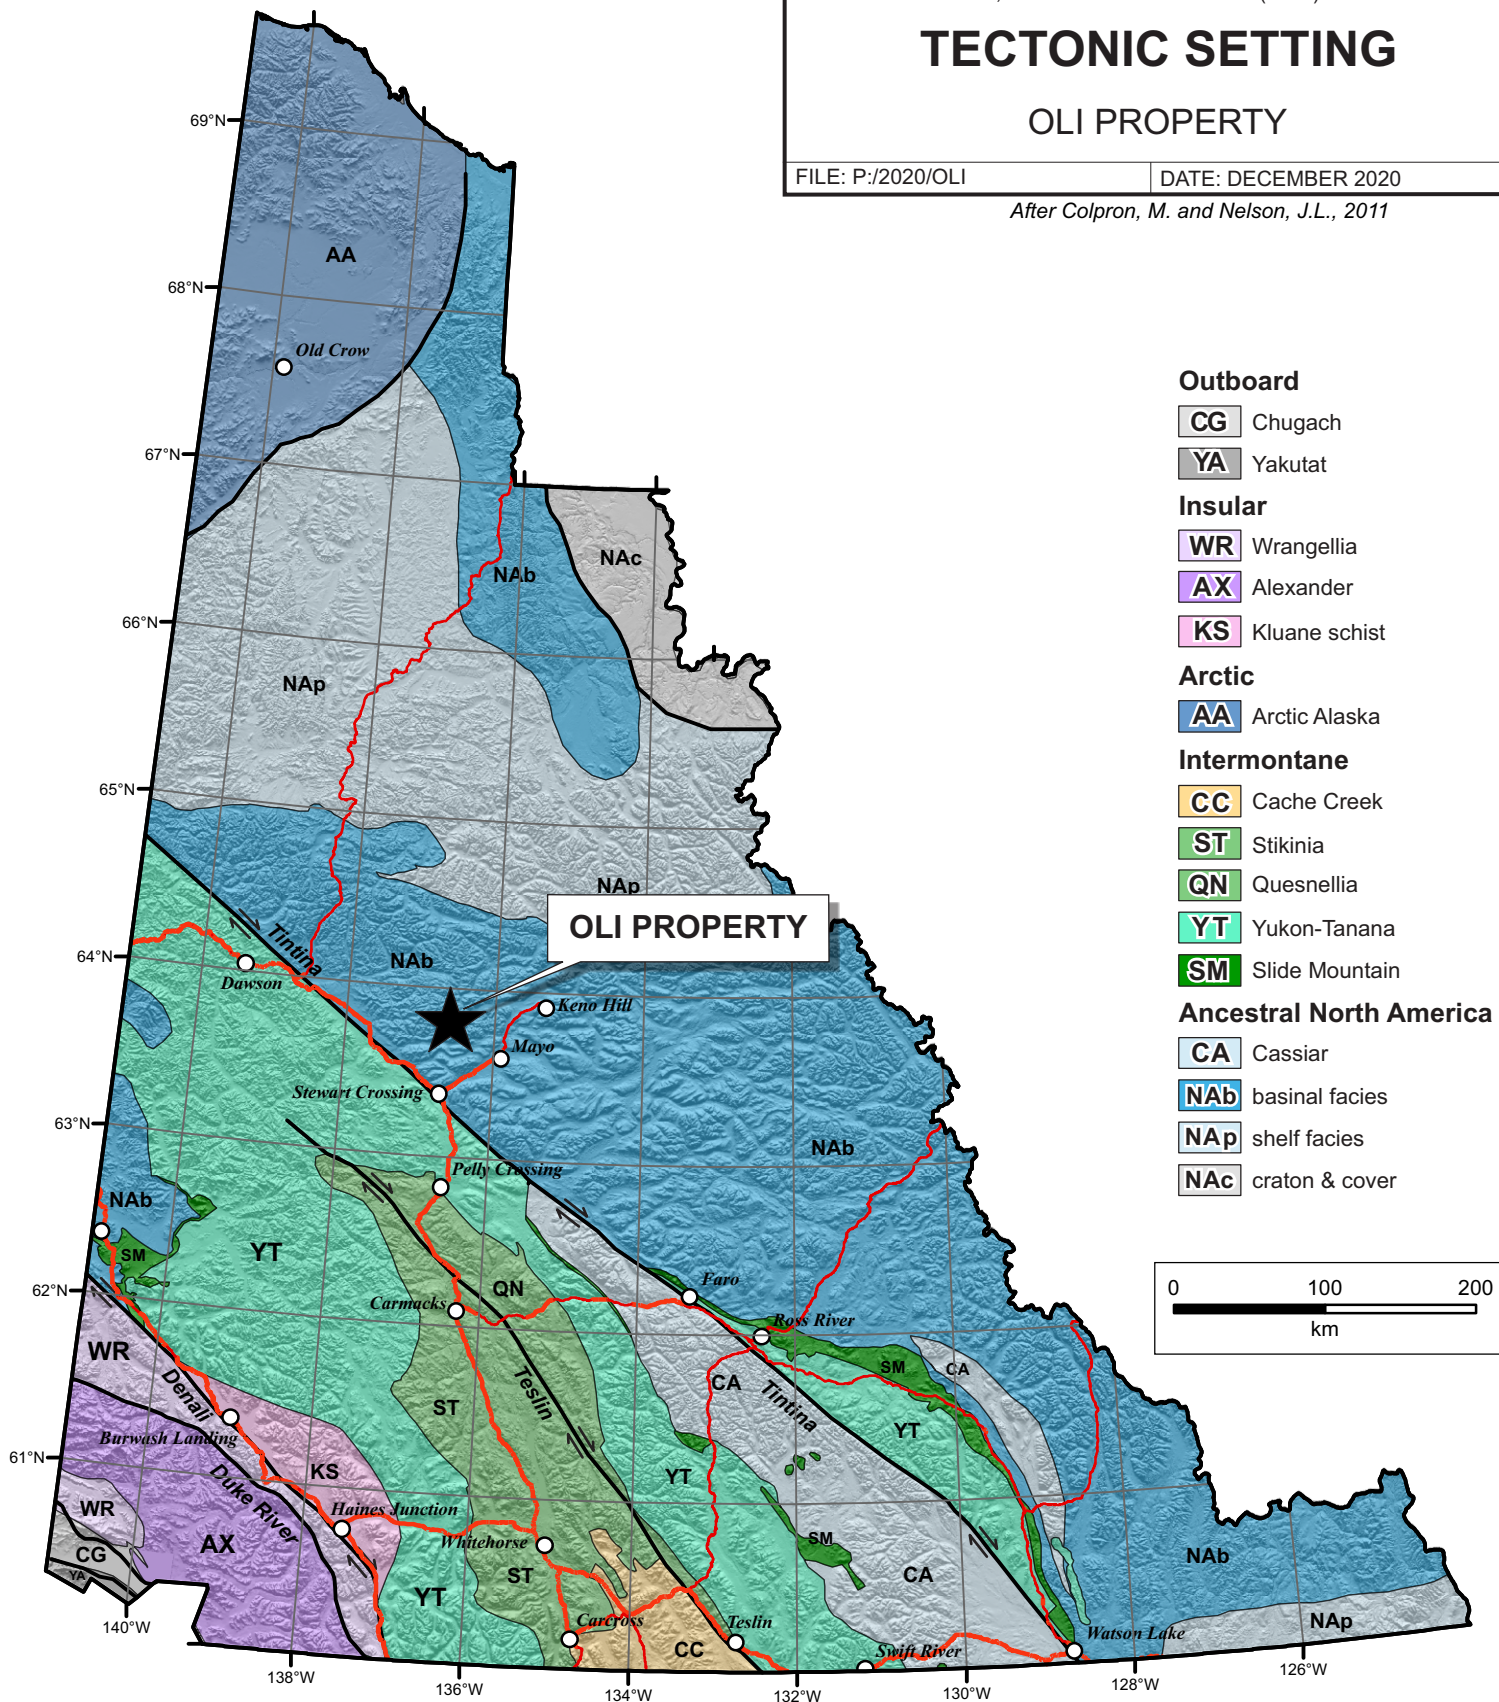 TECTONIC SETTING
OLI PROPERTY
FILE: P:/2020/OLI
DATE: DECEMBER 2020
After Colpron, M. and Nelson, J.L., 2011
69°N
68°N
67°N
66°N
65°N
64°N
63°N
62°N
61°N
140°W
138°W
136°W
134°W
132°W
130°W
128°W
126°W
AA
Old Crow
NAc
NAb
NAp
NAp
OLI PROPERTY
Tintina
NAb
Dawson
Keno Hill
Mayo
Stewart Crossing
NAb
Pelly Crossing
NAb
SM
YT
QN
Faro
Carmacks
Ross River
WR
Denali
Teslin
ST
CA
Tintina
SM
CA
YT
Burwash Landing
KS
Duke River
Haines Junction
YT
WR
AX
Whitehorse
SM
CG
YA
YT
ST
CA
NAb
Carcross
Teslin
CC
Swift River
Watson Lake
NAp
Outboard
CG Chugach
YA Yakutat
Insular
WR Wrangellia
AX Alexander
KS Kluane schist
Arctic
AA Arctic Alaska
Intermontane
CC Cache Creek
ST Stikinia
QN Quesnellia
YT Yukon-Tanana
SM Slide Mountain
Ancestral North America
CA Cassiar
NAb basinal facies
NAp shelf facies
NAc craton & cover
0 100 200
km